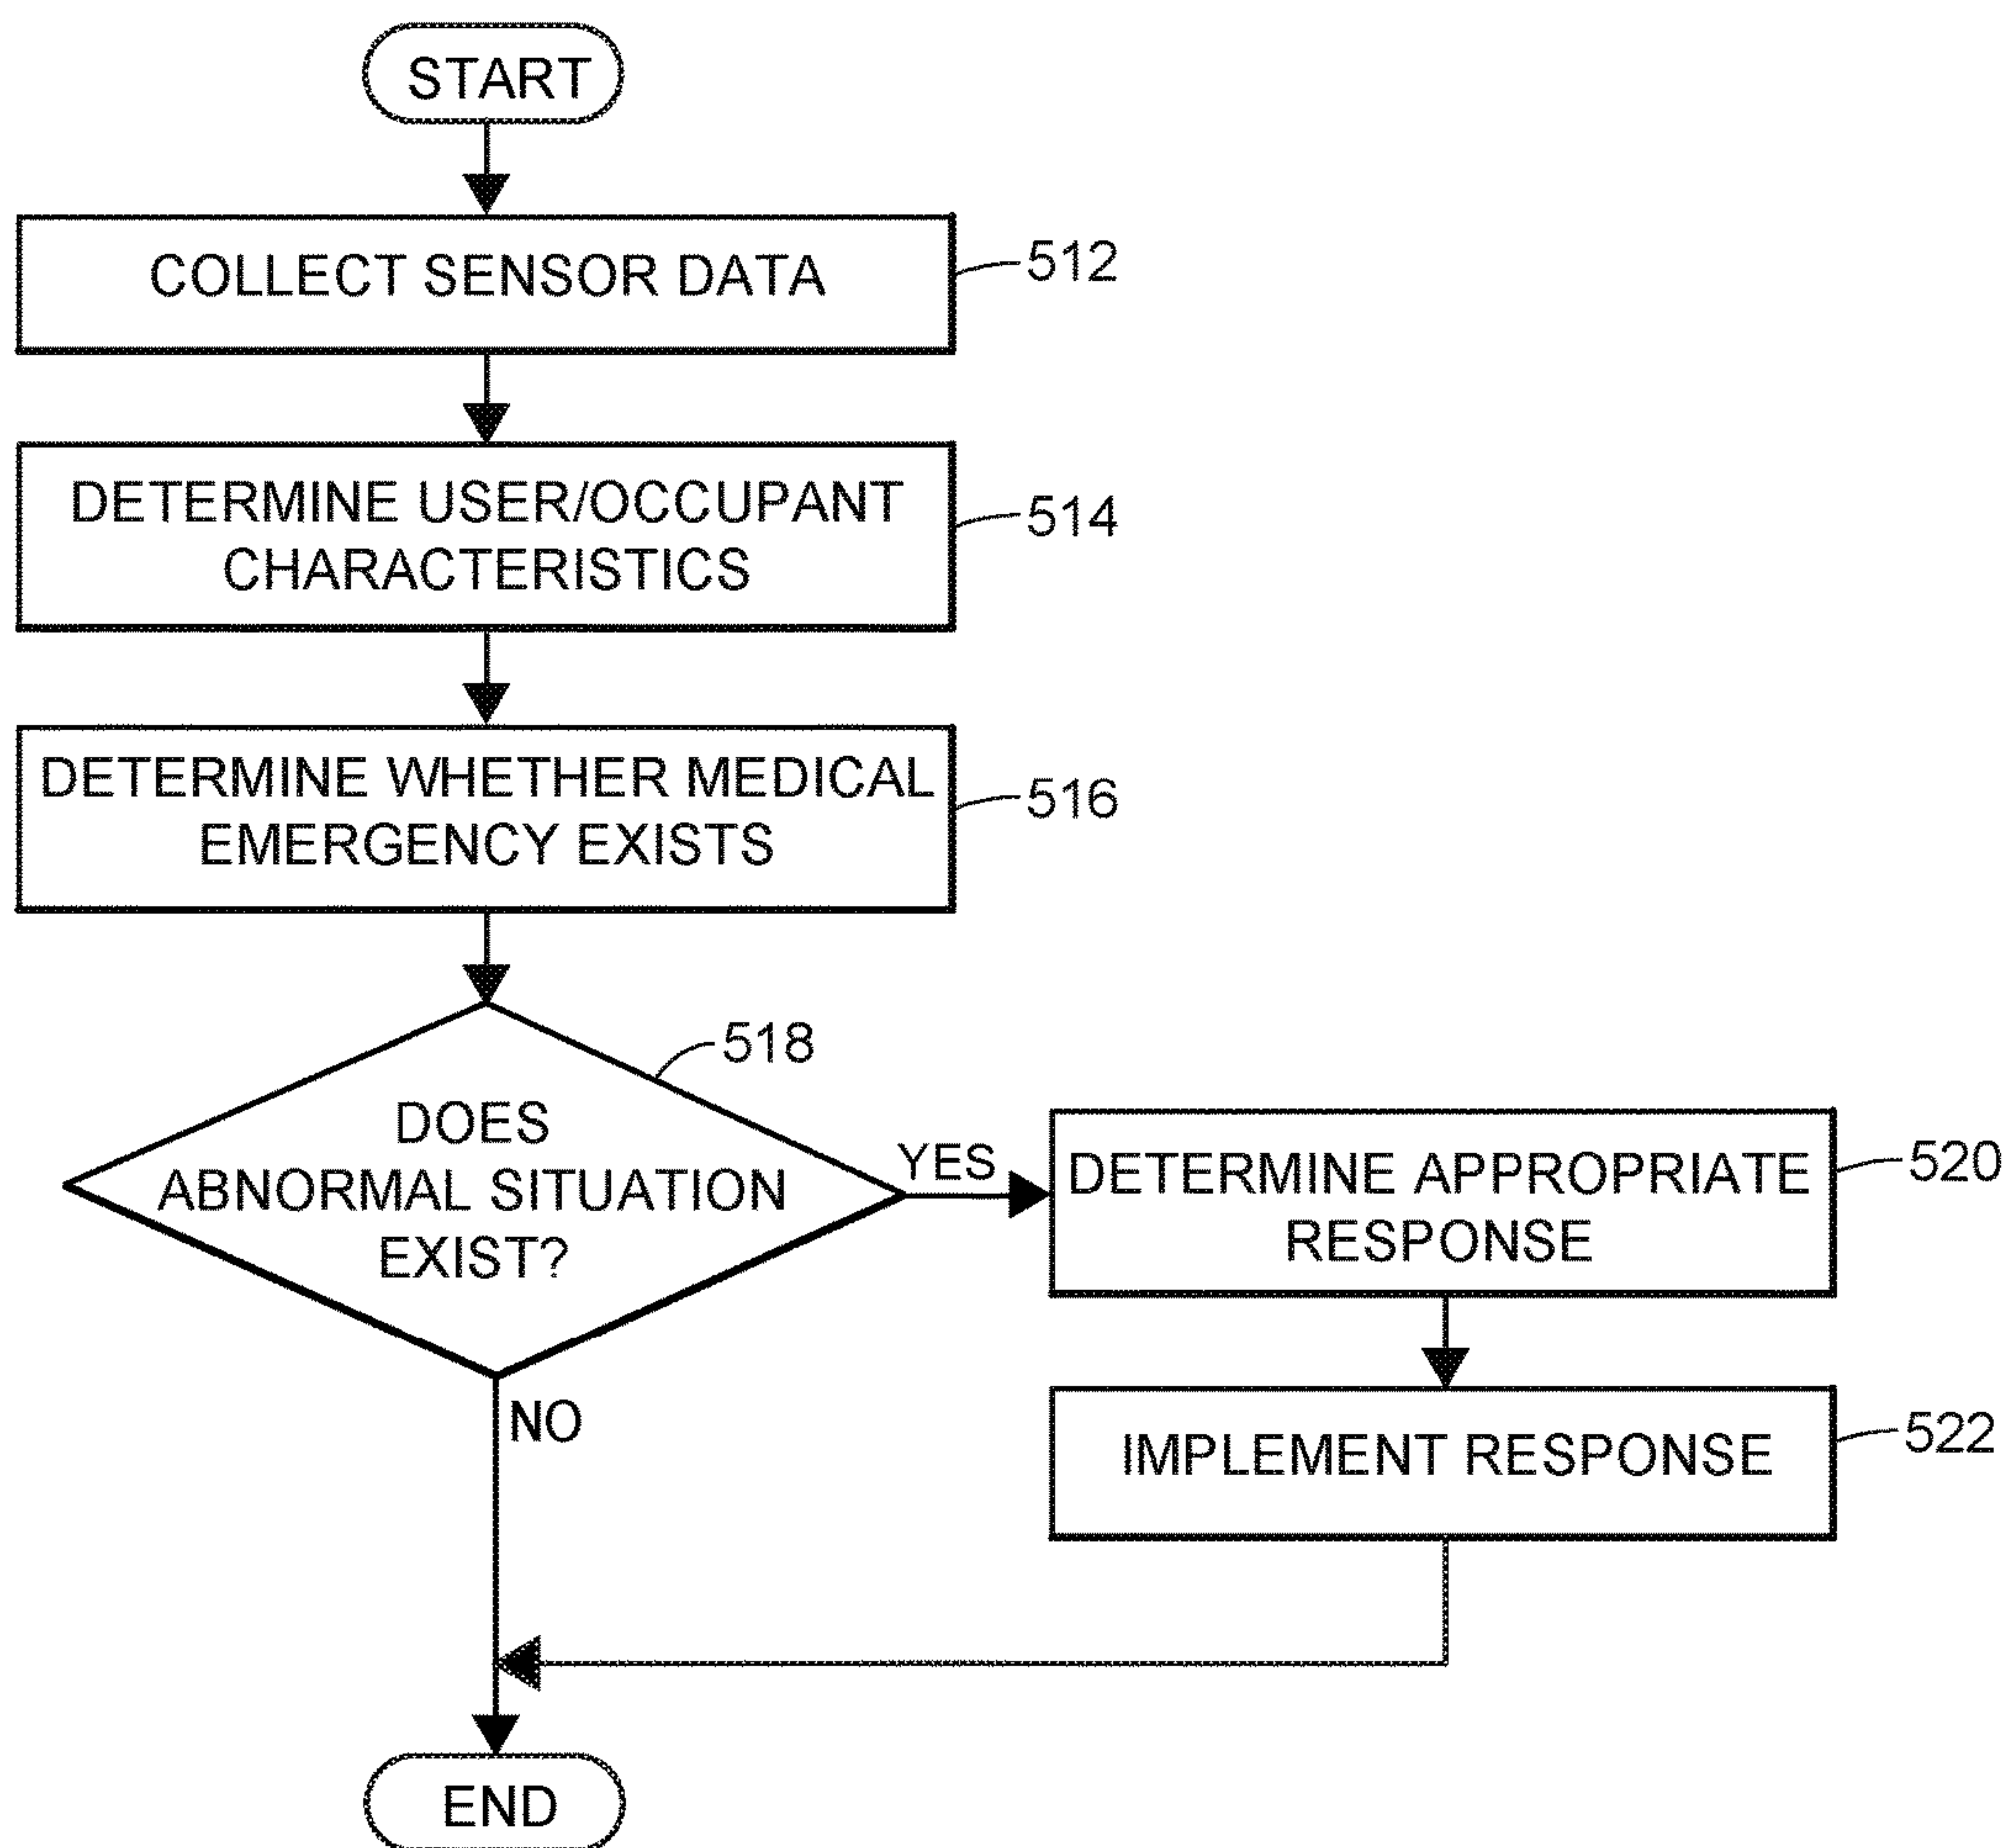 START
COLLECT SENSOR DATA
512
DETERMINE USER/OCCUPANT
CHARACTERISTICS
514
DETERMINE WHETHER MEDICAL
EMERGENCY EXISTS
516
518
DOES
ABNORMAL SITUATION
EXIST?
YES
DETERMINE APPROPRIATE
RESPONSE
520
NO
IMPLEMENT RESPONSE
522
END